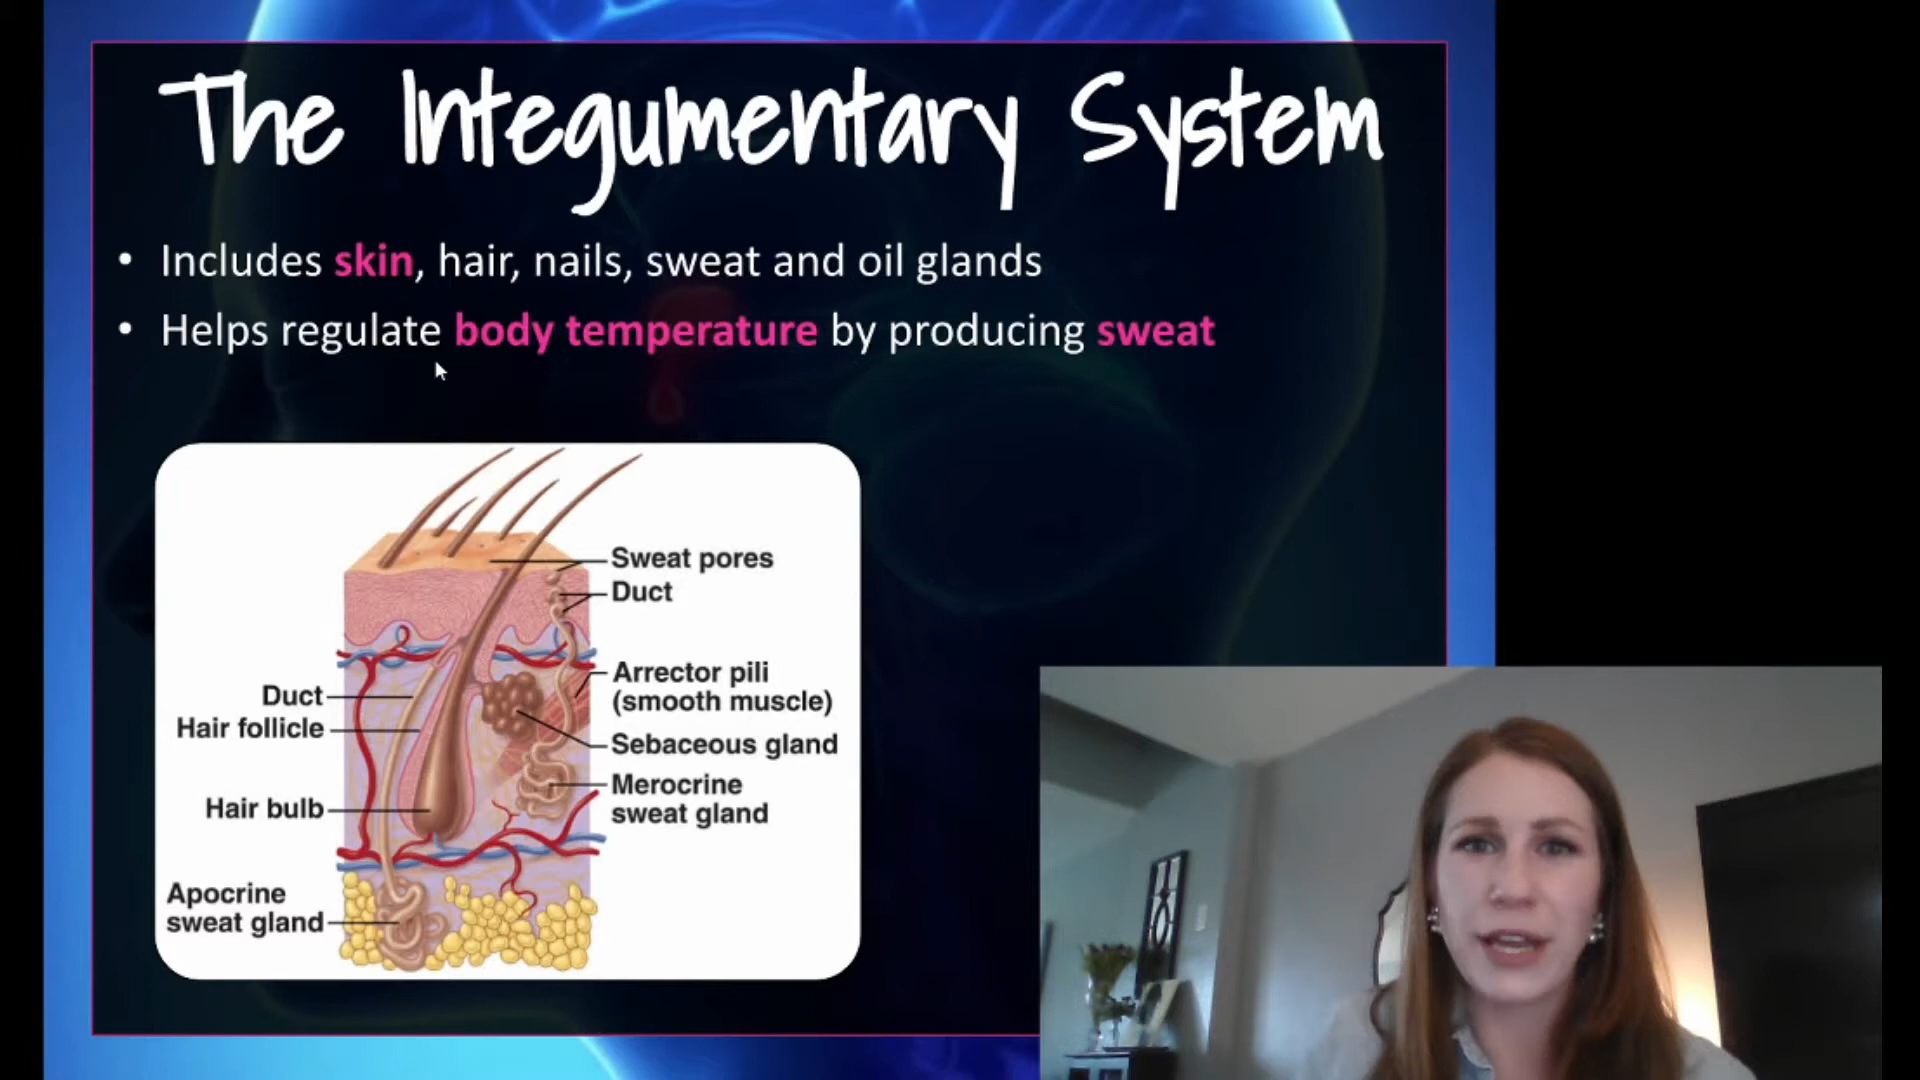 The Integumentary System
• Includes skin, hair, nails, sweat and oil glands
• Helps regulate body temperature by producing sweat
Sweat pores
Duct
Arrector pili
(smooth muscle)
Duct
Hair follicle
Sebaceous gland
Merocrine
sweat gland
Hair bulb
Apocrine
sweat gland